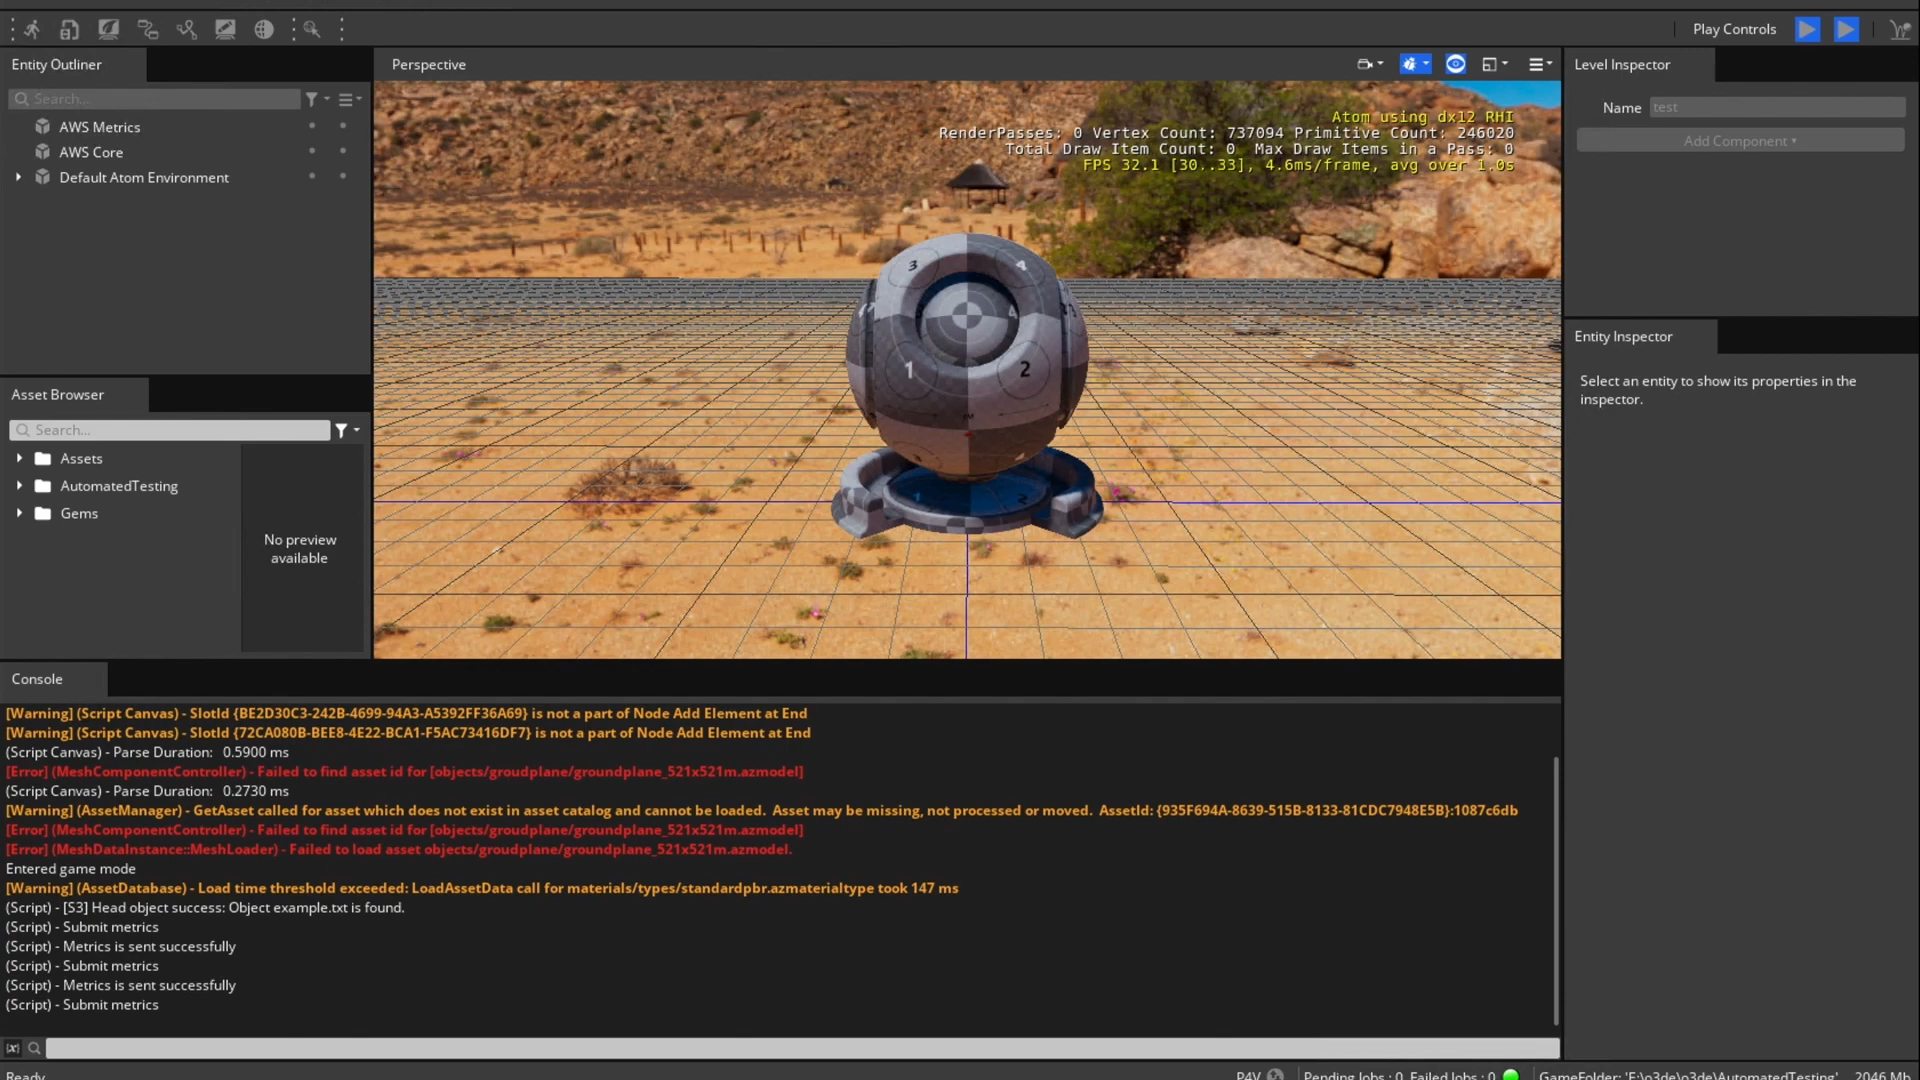 Play Controls
Entity Outliner
Search...
AWS Metrics
AWS Core
Default Atom Environment
Asset Browser
Search...
Assets
AutomatedTesting
Gems
No preview
available
Perspective
Atom using dx12 RHI
RenderPasses: 0 Vertex Count: 737094 Primitive Count: 246020
Total Draw Item Count: 0 Max Draw Items in a Pass: 0
FPS 32.1 [30..33], 4.6ms/frame, avg over 1.0s
3 4
1 2
Level Inspector
Name test
Add Component
Entity Inspector
Select an entity to show its properties in the
inspector.
Console
[Warning] (Script Canvas) - SlotId {BE2D30C3-242B-4699-94A3-A5392FF36A69} is not a part of Node Add Element at End
[Warning] (Script Canvas) - SlotId {72CA080B-BEE8-4E22-BCA1-F5AC73416DF7} is not a part of Node Add Element at End
(Script Canvas) - Parse Duration: 0.5900 ms
[Error] (MeshComponentController) - Failed to find asset id for [objects/groudplane/groundplane_521x521m.azmodel]
(Script Canvas) - Parse Duration: 0.2730 ms
[Warning] (AssetManager) - GetAsset called for asset which does not exist in asset catalog and cannot be loaded. Asset may be missing, not processed or moved. AssetId: {935F694A-8639-515B-8133-81CDC7948E5B}:1087c6db
[Error] (MeshComponentController) - Failed to find asset id for [objects/groudplane/groundplane_521x521m.azmodel]
[Error] (MeshDataInstance::MeshLoader) - Failed to load asset objects/groudplane/groundplane_521x521m.azmodel.
Entered game mode
[Warning] (AssetDatabase) - Load time threshold exceeded: LoadAssetData call for materials/types/standardpbr.azmaterialtype took 147 ms
(Script) - [S3] Head object success: Object example.txt is found.
(Script) - Submit metrics
(Script) - Metrics is sent successfully
(Script) - Submit metrics
(Script) - Metrics is sent successfully
(Script) - Submit metrics
Ready
P4V Pending Jobs : 0 Failed Jobs : 0 GameFolder: 'E:\o3de\o3de\AutomatedTesting' 2046 Mb